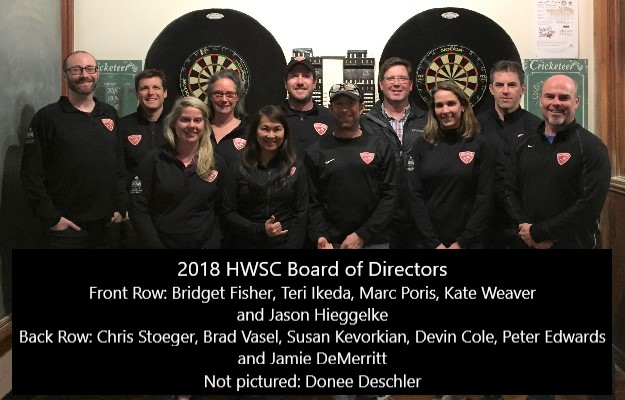 Cricketeer
Cricketeer
2018 HWSC Board of Directors
Front Row: Bridget Fisher, Teri Ikeda, Marc Poris, Kate Weaver
and Jason Hieggelke
Back Row: Chris Stoeger, Brad Vasel, Susan Kevorkian, Devin Cole, Peter Edwards
and Jamie DeMerritt
Not pictured: Donee Deschler